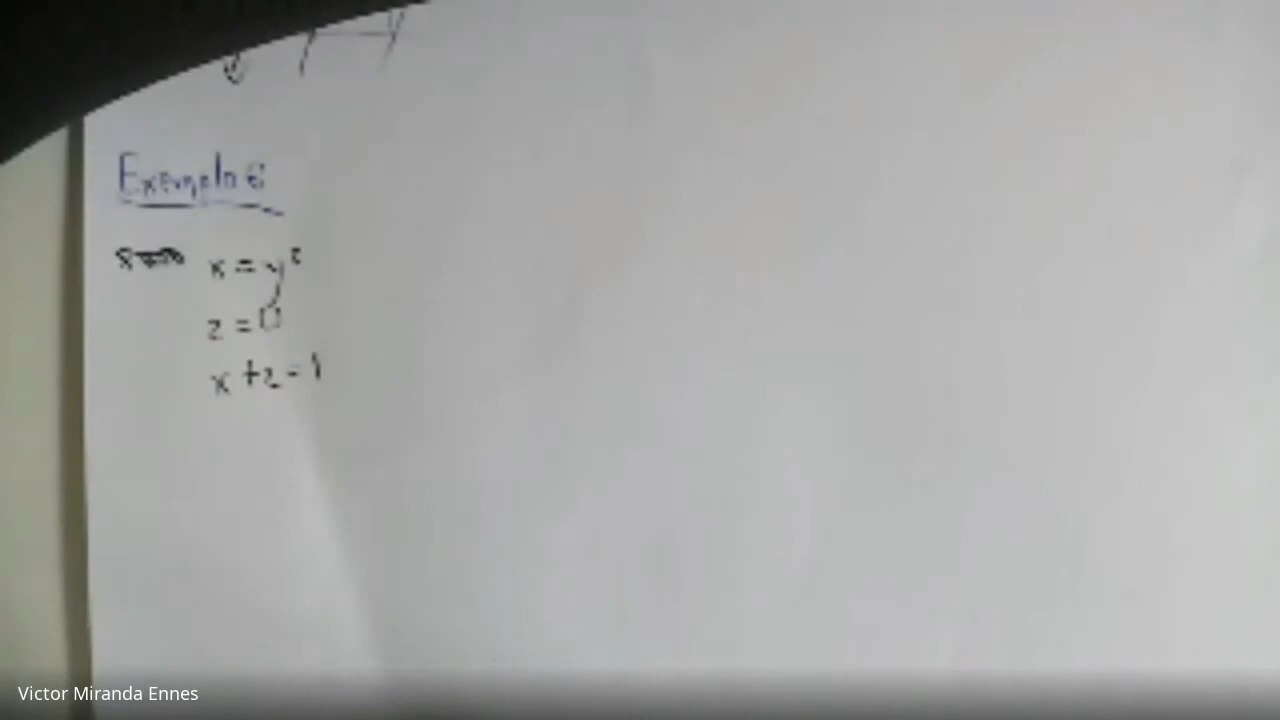 Exemplo 6
x = y²
z = 0
x + z = 1
Victor Miranda Ennes